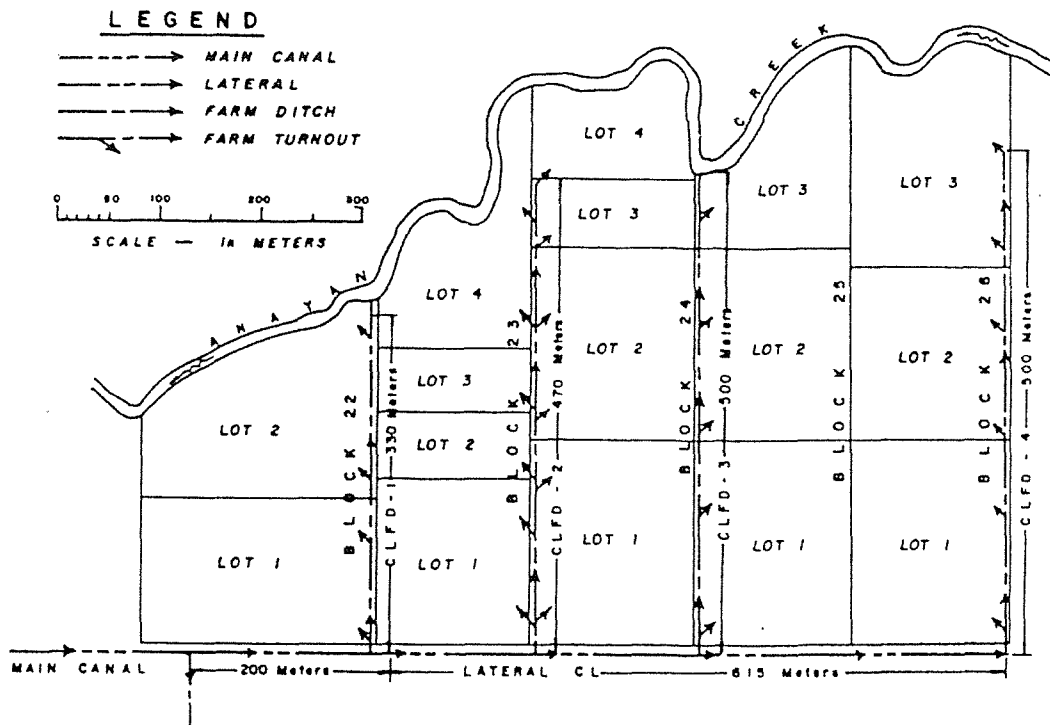 LEGEND
MAIN CANAL
LATERAL
FARM DITCH
FARM TURNOUT
0 50 100 200 300
SCALE — In METERS
ANAYAN CREEK
LOT 2
LOT 1
BLOCK 22
CLFD-1 330 Meters
LOT 4
LOT 3
LOT 2
LOT 1
BLOCK 23
CLFD-2 470 Meters
LOT 4
LOT 3
LOT 2
LOT 1
BLOCK 24
CLFD-3 500 Meters
LOT 3
LOT 2
LOT 1
BLOCK 25
LOT 3
LOT 2
LOT 1
BLOCK 26
CLFD-4 500 Meters
MAIN CANAL
200 Meters
LATERAL CL
615 Meters